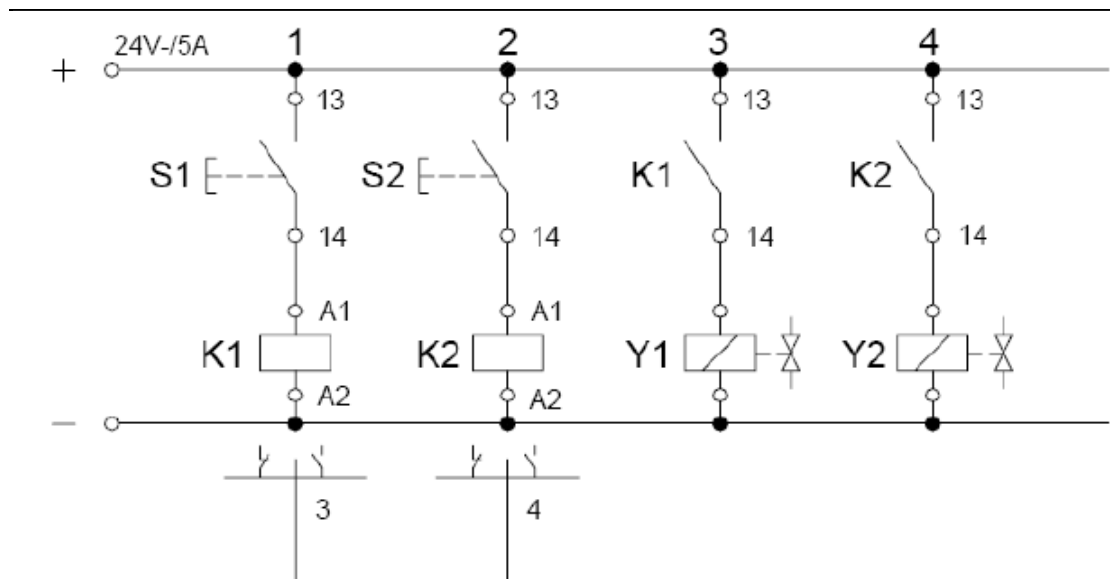 24V-/5A 1 2 3 4
+
13 13 13 13
S1 S2 K1 K2
14 14 14 14
A1 A1
K1 K2 Y1 Y2
A2 A2
−
3 4